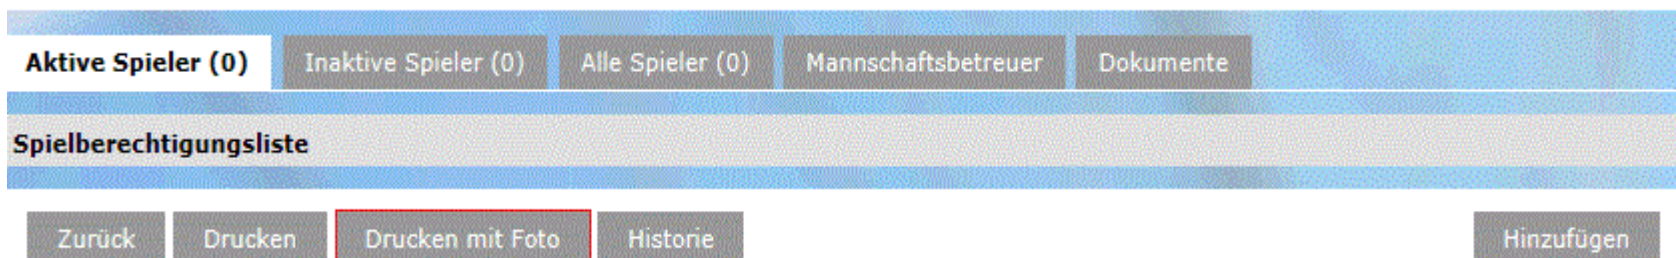 Aktive Spieler (0) Inaktive Spieler (0) Alle Spieler (0) Mannschaftsbetreuer Dokumente
Spielberechtigungsliste
Zurück Drucken Drucken mit Foto Historie Hinzufügen